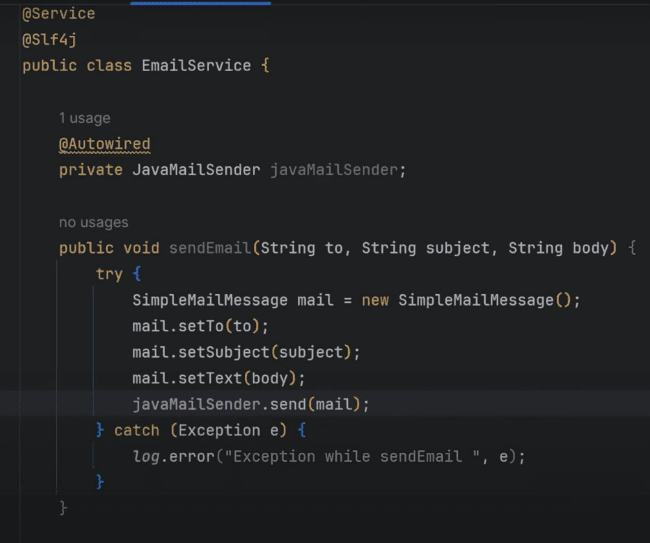 @Service
@Slf4j
public class EmailService {
1 usage
@Autowired
private JavaMailSender javaMailSender;
no usages
public void sendEmail(String to, String subject, String body) {
try {
SimpleMailMessage mail = new SimpleMailMessage();
mail.setTo(to);
mail.setSubject(subject);
mail.setText(body);
javaMailSender.send(mail);
} catch (Exception e) {
log.error("Exception while sendEmail ", e);
}
}